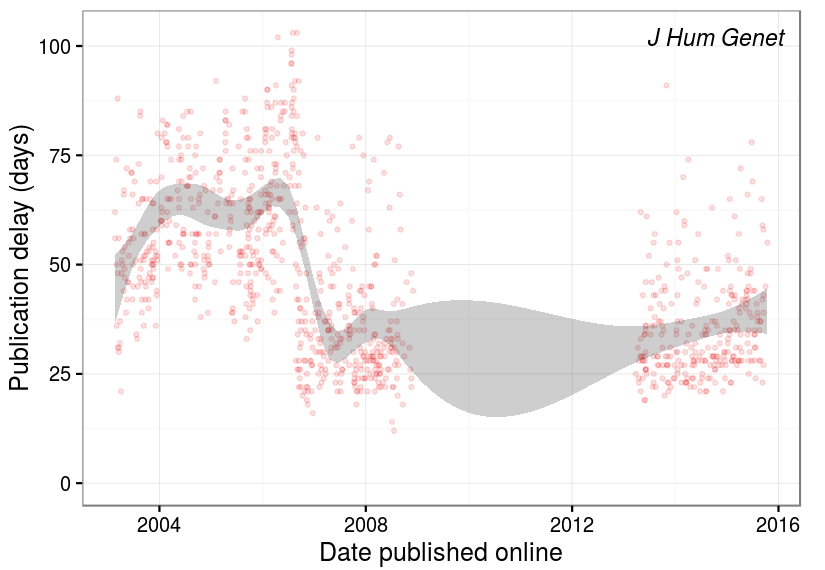 J Hum Genet
Publication delay (days)
100
75
50
25
0
2004 2008 2012 2016
Date published online